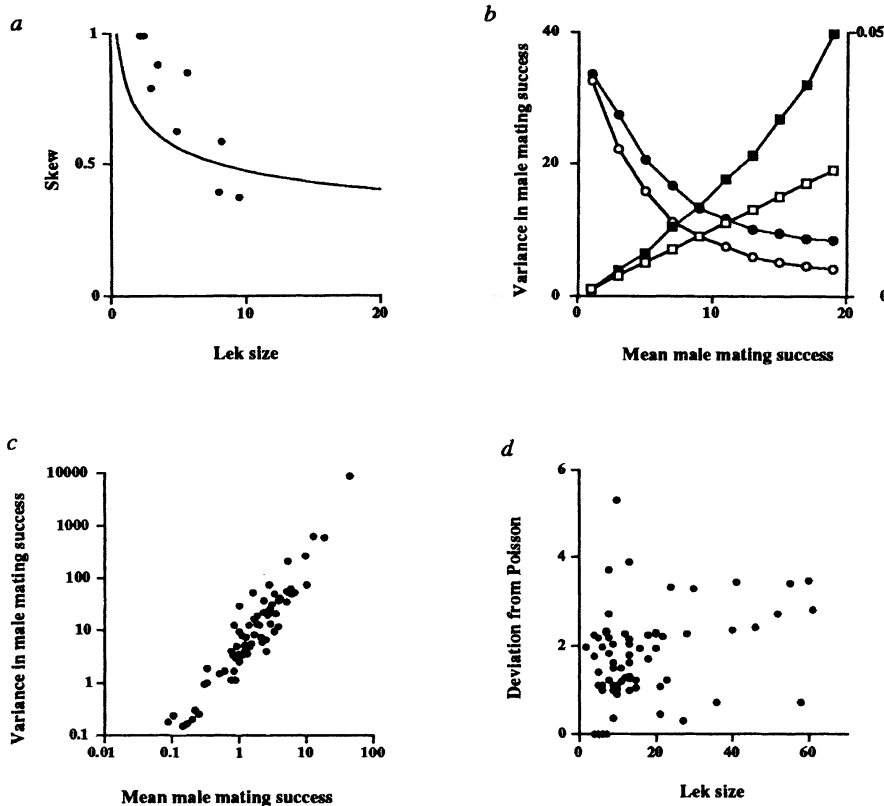 a
1
0.5
0
Skew
0
10
20
Lek size
b
40
20
0
Variance in male mating success
0.05
0
0
10
20
Mean male mating success
c
10000
1000
100
10
1
0.1
Variance in male mating success
0.01
0.1
1
10
100
Mean male mating success
d
6
4
2
0
Deviation from Poisson
0
20
40
60
Lek size